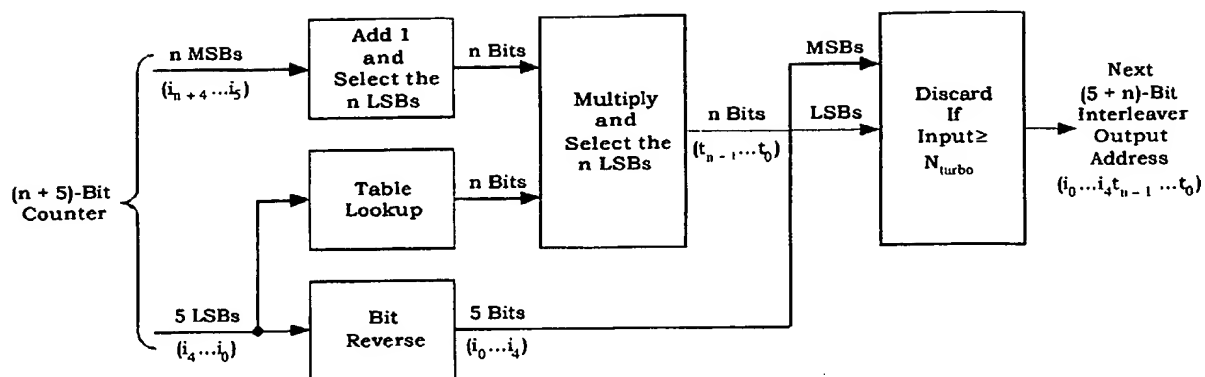 (n + 5)-Bit
Counter
n MSBs
(i_{n + 4}...i_5)
Add 1
and
Select the
n LSBs
n Bits
Table
Lookup
n Bits
5 LSBs
(i_4...i_0)
Bit
Reverse
5 Bits
(i_0...i_4)
Multiply
and
Select the
n LSBs
n Bits
(t_{n - 1}...t_0)
MSBs
LSBs
Discard
If
Input≥
N_{turbo}
Next
(5 + n)-Bit
Interleaver
Output
Address
(i_0...i_4t_{n - 1} ...t_0)